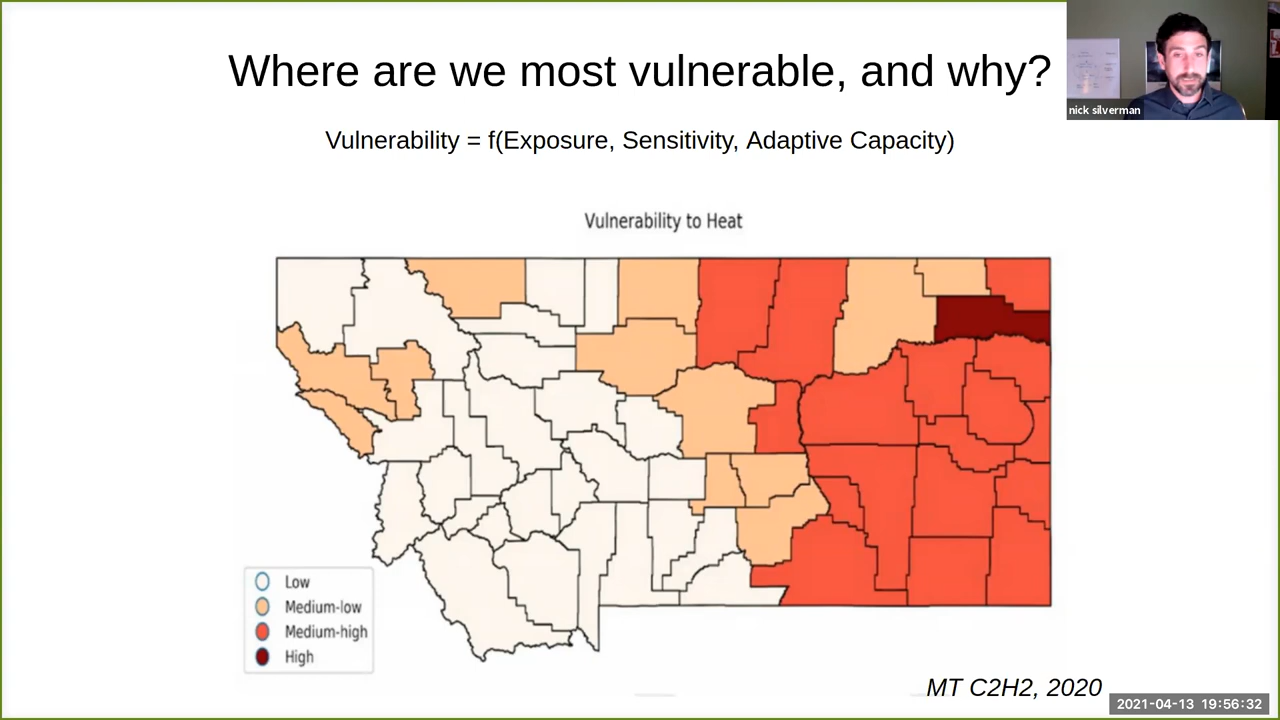 Where are we most vulnerable, and why?
nick silverman
Vulnerability = f(Exposure, Sensitivity, Adaptive Capacity)
Vulnerability to Heat
Low
Medium-low
Medium-high
High
MT C2H2, 2020
2021-04-13 19:56:32